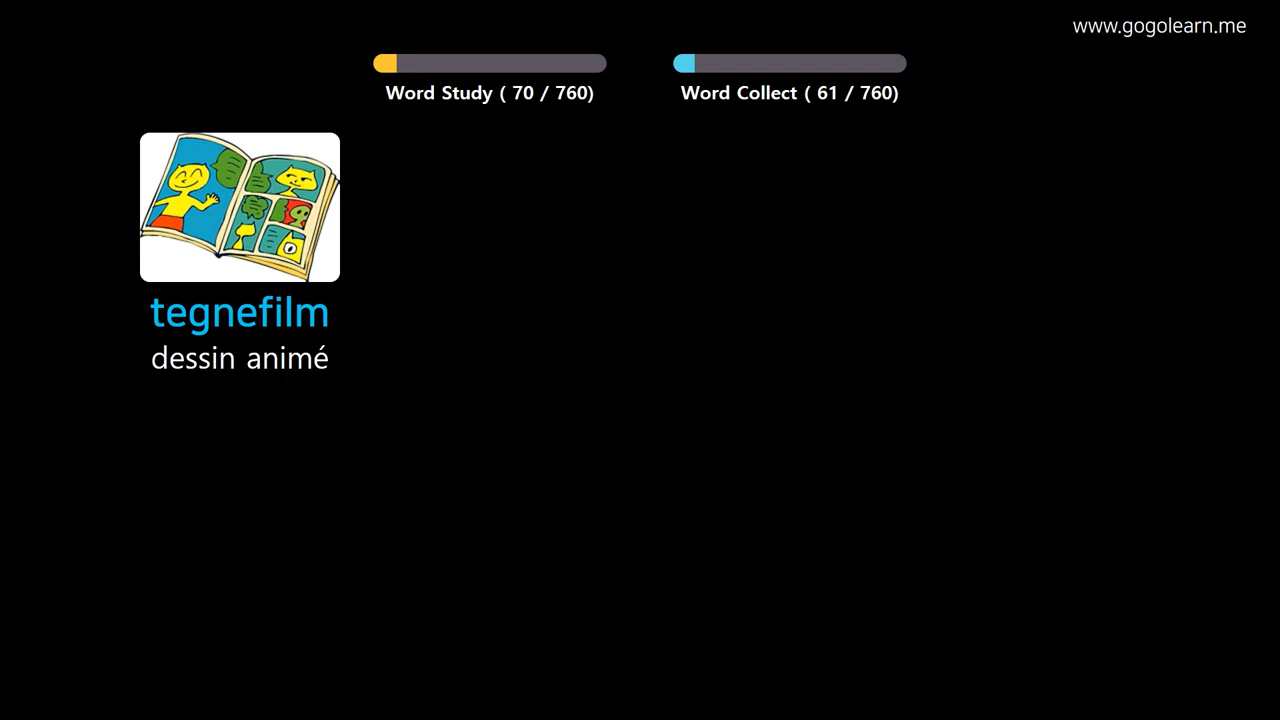 www.gogolearn.me
Word Study ( 70 / 760)
Word Collect ( 61 / 760)
tegnefilm
dessin animé